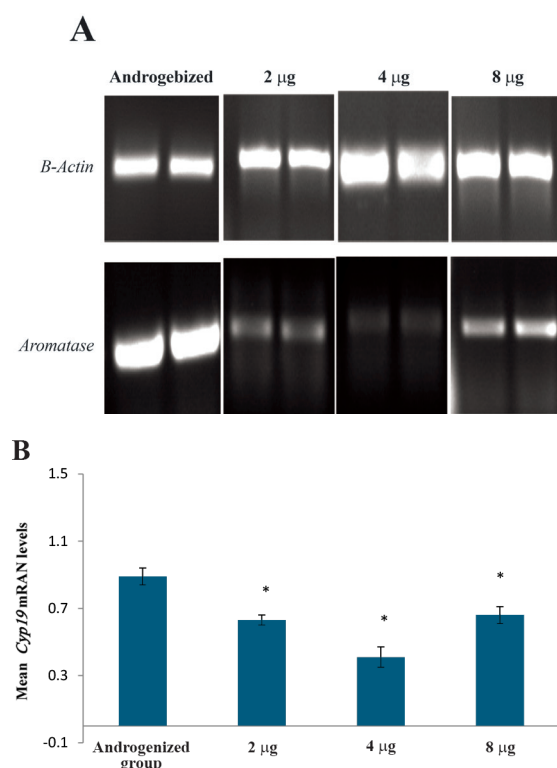 A
Androgebized 2 µg 4 µg 8 µg
B-Actin
Aromatase
B
Mean Cyp19 mRAN levels
1.5
1.1
0.7
0.3
-0.1
* * *
Androgenized group 2 µg 4 µg 8 µg